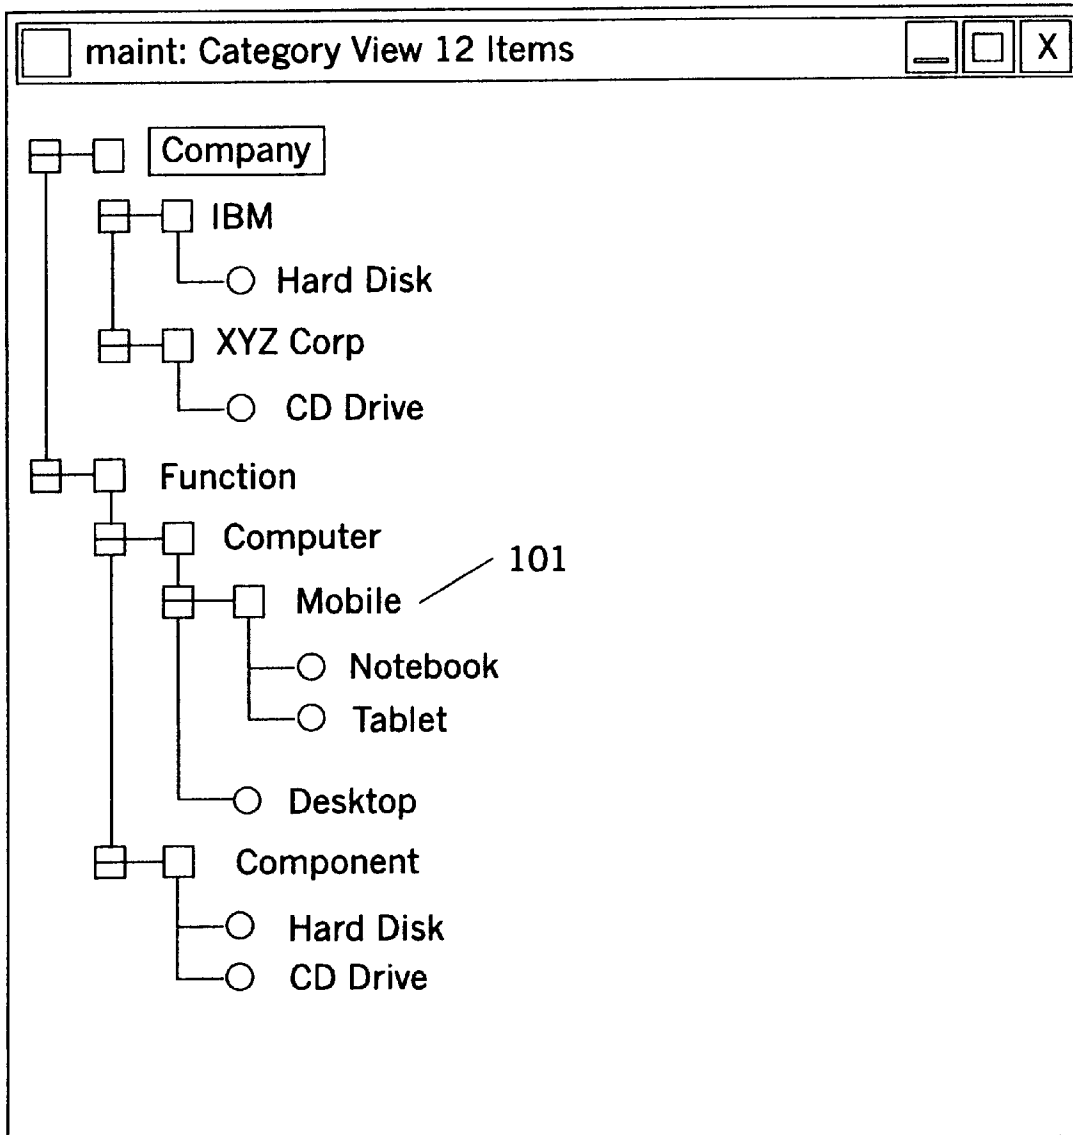 maint: Category View 12 Items
X
Company
IBM
Hard Disk
XYZ Corp
CD Drive
Function
Computer
101
Mobile
Notebook
Tablet
Desktop
Component
Hard Disk
CD Drive